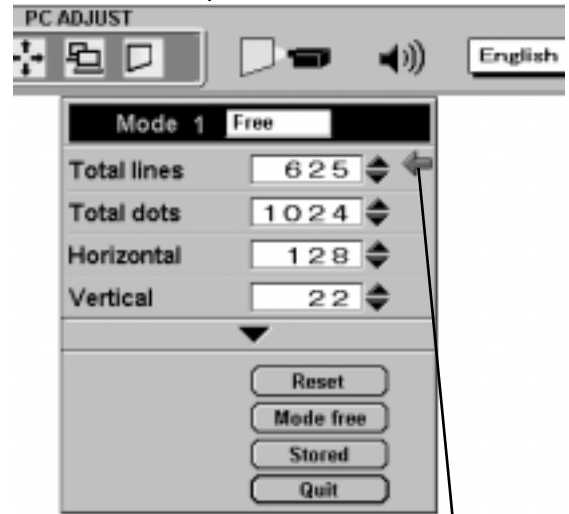 PC ADJUST
English
Mode 1 Free
Total lines 625
Total dots 1024
Horizontal 128
Vertical 22
Reset
Mode free
Stored
Quit